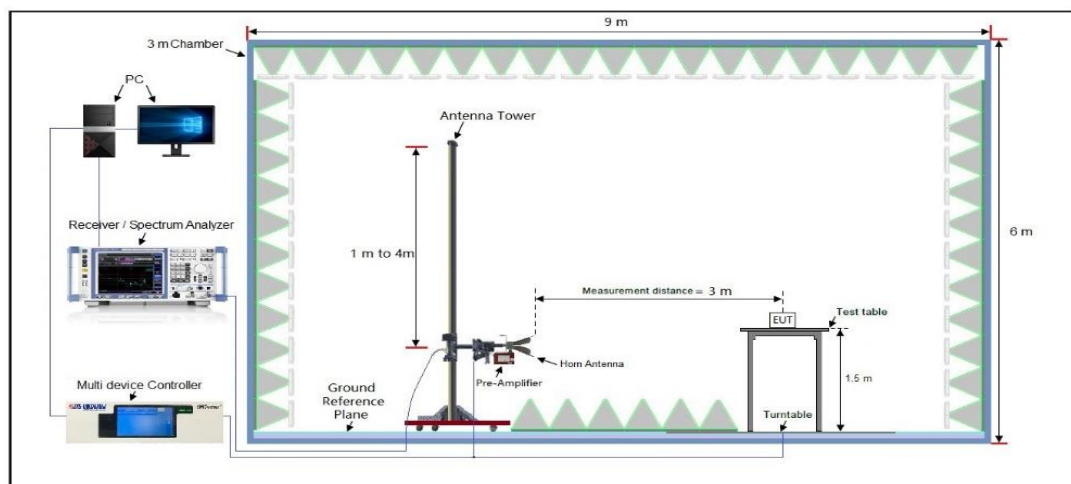 9 m
3 m Chamber
PC
Antenna Tower
Receiver / Spectrum Analyzer
1 m to 4m
6 m
Measurement distance = 3 m
EUT
Test table
Horn Antenna
Pre-Amplifier
1.5 m
Multi device Controller
Ground
Reference
Plane
Turntable